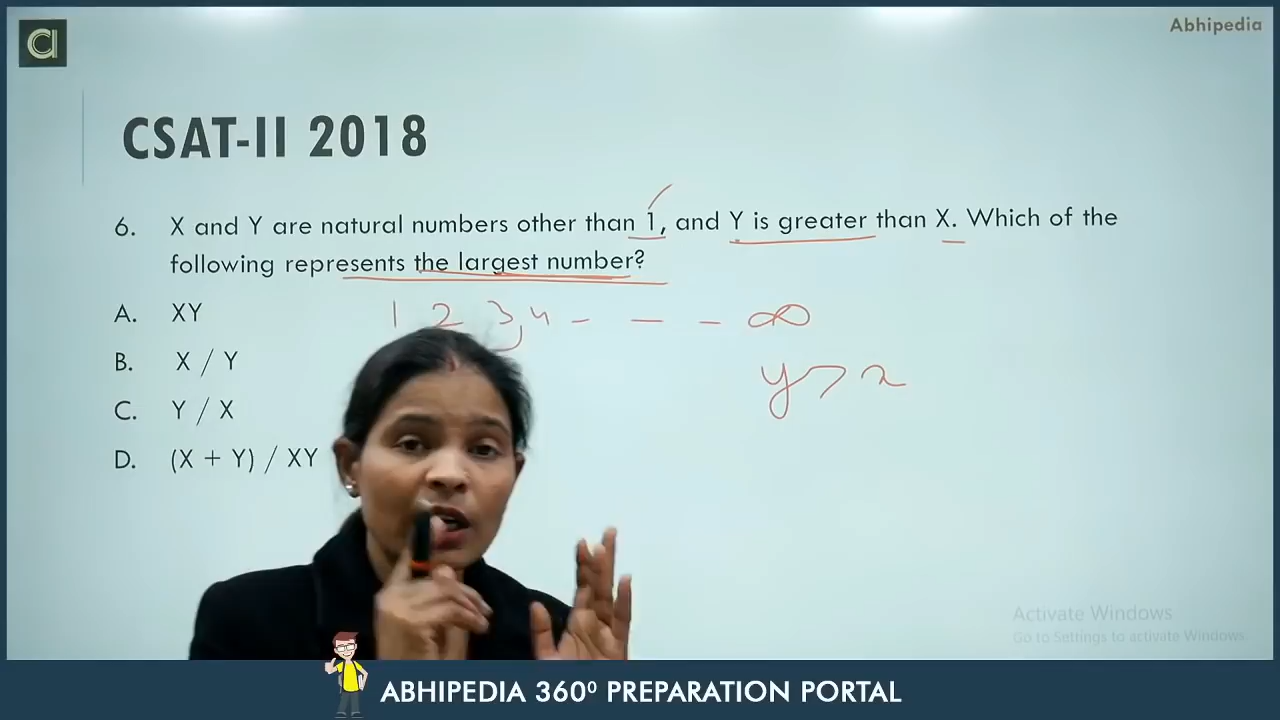 Abhipedia
CSAT-II 2018
6. X and Y are natural numbers other than 1, and Y is greater than X. Which of the
following represents the largest number?
A. XY
1 2 3, 4 - - - ∞
B. X / Y
y > x
C. Y / X
D. (X + Y) / XY
Activate Windows
Go to Settings to activate Windows.
ABHIPEDIA 360⁰ PREPARATION PORTAL